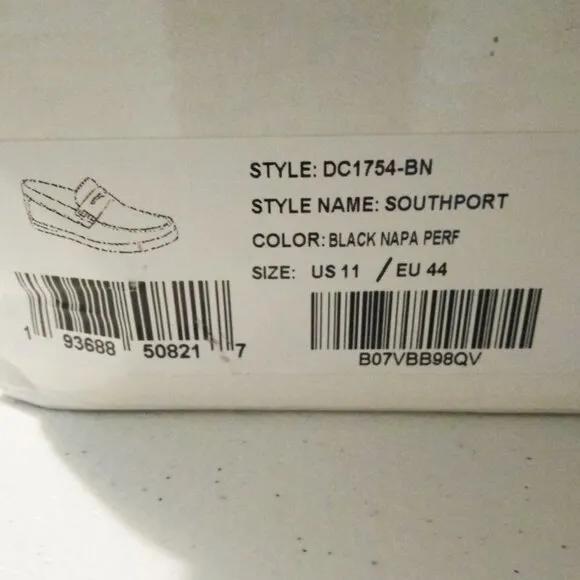 STYLE: DC1754-BN
STYLE NAME: SOUTHPORT
COLOR: BLACK NAPA PERF
SIZE: US 11 / EU 44
1 93688 50821 7
B07VBB98QV